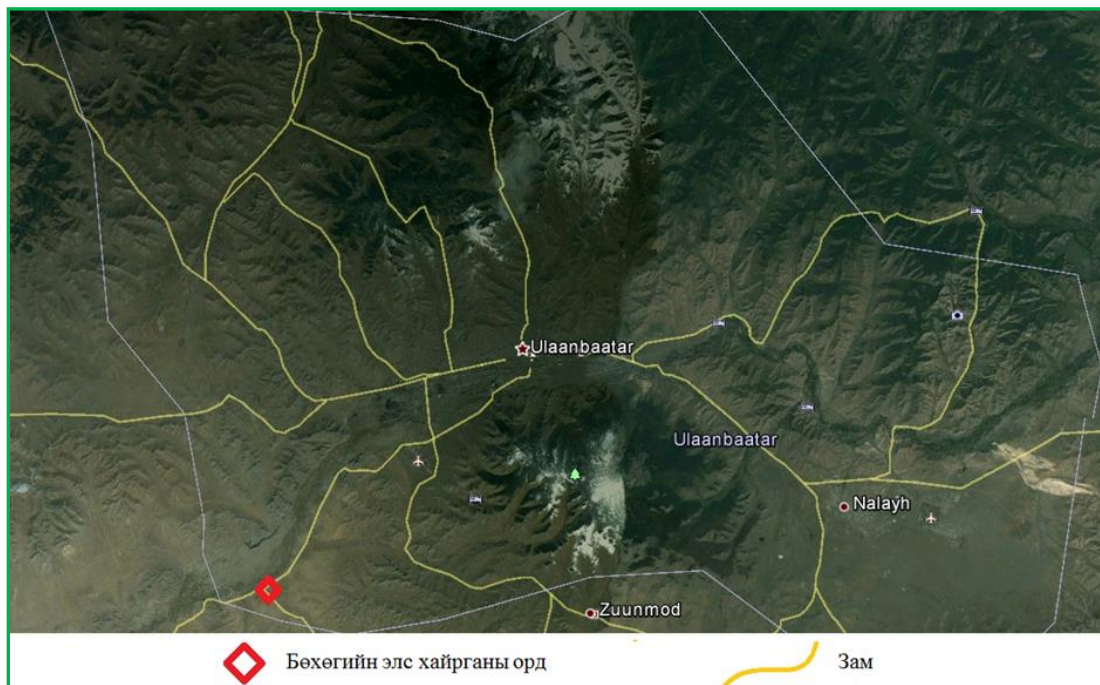 Ulaanbaatar
Ulaanbaatar
Nalayh
Zuunmod
Бөхөгийн элс хайрганы орд
Зам